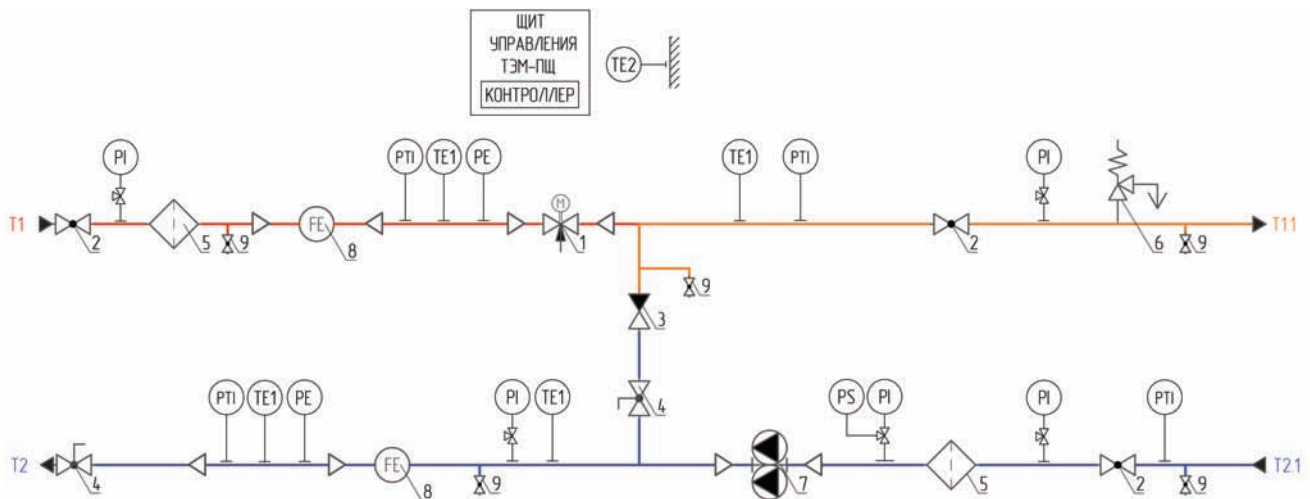 ЩИТ
УПРАВЛЕНИЯ
ТЭМ-ПЩ
КОНТРОЛЛЕР
TE2
PI
PTI
TE1
PE
TE1
PTI
PI
M
T1
2
5
9
FE
8
1
2
6
9
T11
9
3
PTI
TE1
PE
PI
TE1
4
PS
PI
PI
PTI
T2
4
FE
8
9
7
5
2
9
T2.1